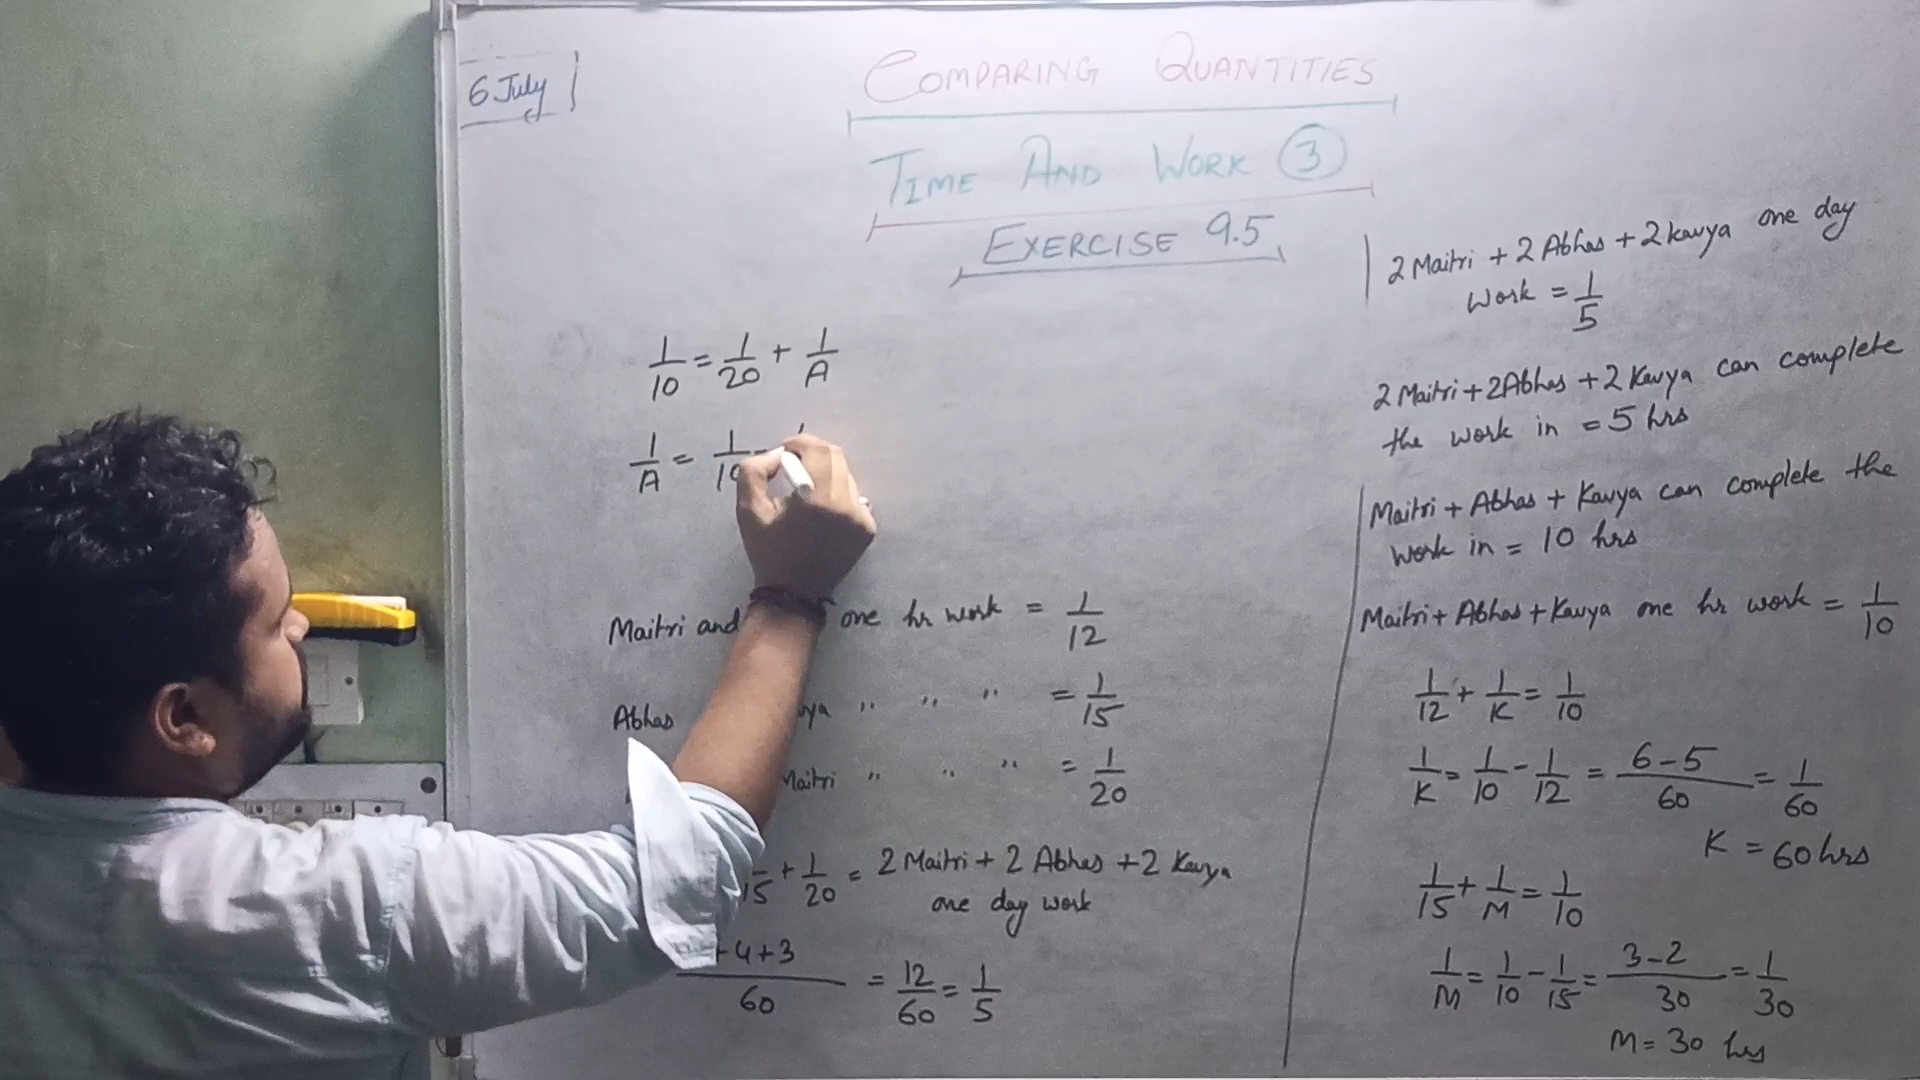 6 July
COMPARING QUANTITIES
TIME AND WORK 3
EXERCISE 9.5
1/10 = 1/20 + 1/A
1/A = 1/10 -
Maitri and one hr work = 1/12
Abhas ya " " " = 1/15
Maitri " " " = 1/20
15 + 1/20 = 2 Maitri + 2 Abhas + 2 Kavya
one day work
+4+3/60 = 12/60 = 1/5
2 Maitri + 2 Abhas + 2 Kavya one day
work = 1/5
2 Maitri + 2 Abhas + 2 Kavya can complete
the work in = 5 hrs
Maitri + Abhas + Kavya can complete the
work in = 10 hrs
Maitri + Abhas + Kavya one hr work = 1/10
1/12 + 1/K = 1/10
1/K = 1/10 - 1/12 = 6-5/60 = 1/60
K = 60 hrs
1/15 + 1/M = 1/10
1/M = 1/10 - 1/15 = 3-2/30 = 1/30
M = 30 hrs